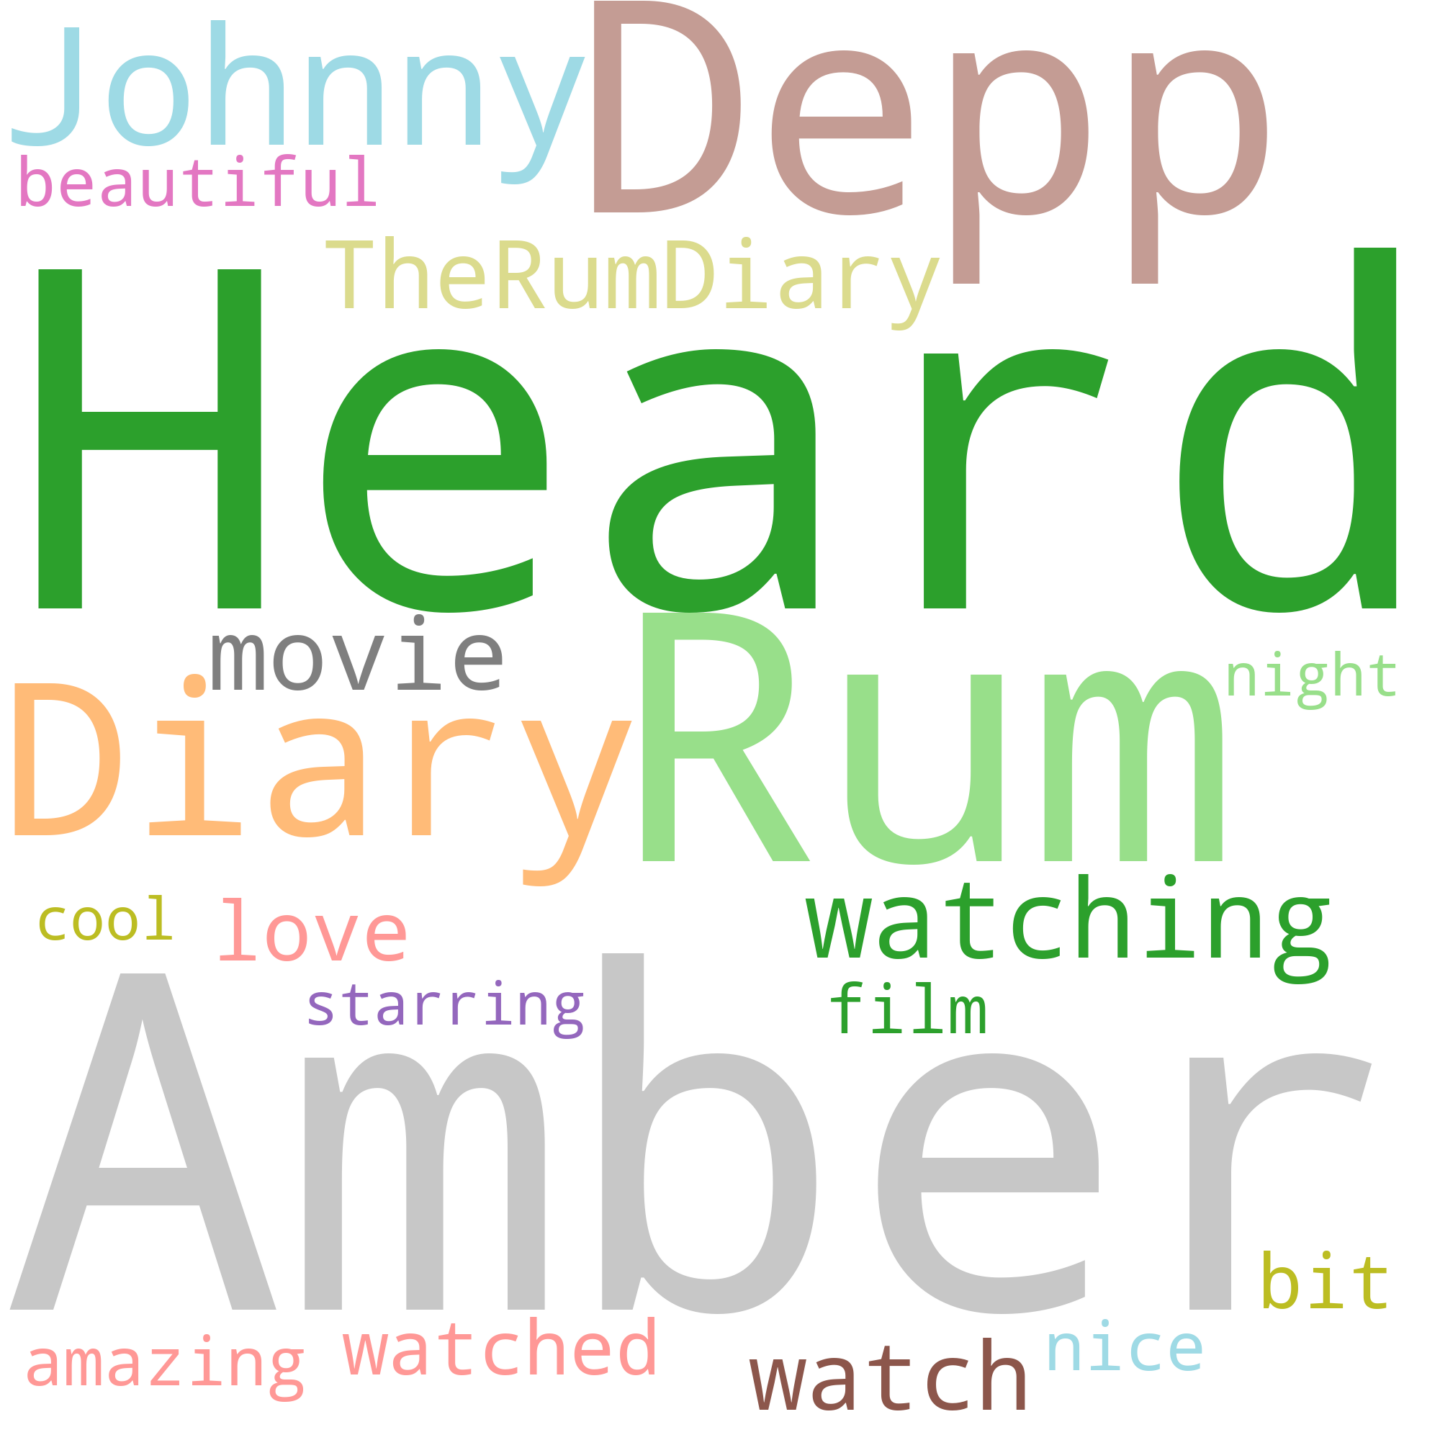 Johnny Depp
beautiful
TheRumDiary
Heard
movie
Diary Rum night
cool love watching
starring film
Amber
bit
amazing watched watch nice